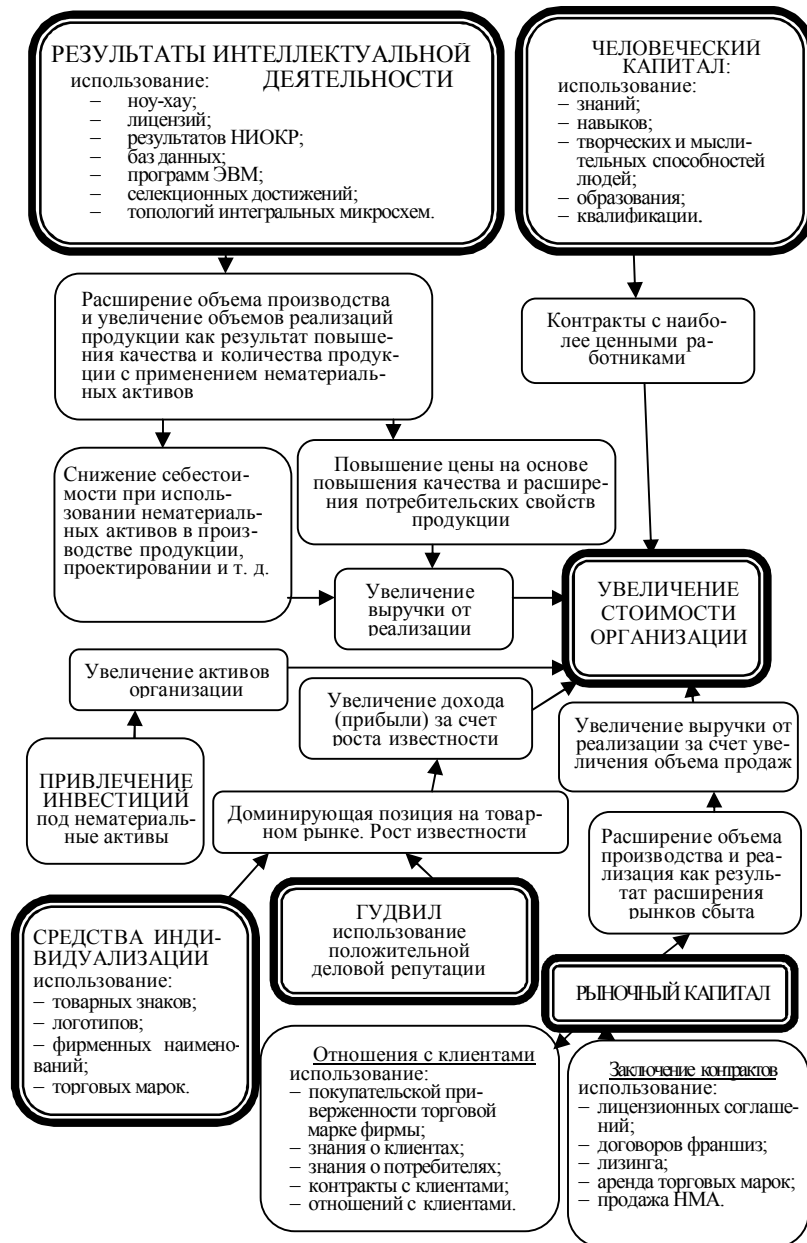 РЕЗУЛЬТАТЫ ИНТЕЛЛЕКТУАЛЬНОЙ
ДЕЯТЕЛЬНОСТИ
использование:
– ноу-хау;
– лицензий;
– результатов НИОКР;
– баз данных;
– программ ЭВМ;
– селекционных достижений;
– топологий интегральных микросхем.
ЧЕЛОВЕЧЕСКИЙ
КАПИТАЛ:
использование:
– знаний;
– навыков;
– творческих и мысли-
тельных способностей
людей;
– образования;
– квалификации.
Расширение объема производства
и увеличение объемов реализаций
продукции как результат повыше-
ния качества и количества продук-
ции с применением нематериаль-
ных активов
Контракты с наибо-
лее ценными ра-
ботниками
Снижение себестои-
мости при исполь-
зовании нематери-
альных активов в прои-
зводстве продукции,
проектировании и т. д.
Повышение цены на основе
повышения качества и расшире-
ния потребительских свойств
продукции
Увеличение
выручки от
реализации
УВЕЛИЧЕНИЕ
СТОИМОСТИ
ОРГАНИЗАЦИИ
Увеличение активов
организации
Увеличение дохода
(прибыли) за счет
роста известности
Увеличение выручки от
реализации за счет уве-
личения объема продаж
ПРИВЛЕЧЕНИЕ
ИНВЕСТИЦИЙ
под нематериаль-
ные активы
Доминирующая позиция на товар-
ном рынке. Рост известности
Расширение объема
производства и реа-
лизация как резуль-
тат расширения
рынков сбыта
СРЕДСТВА ИНДИ-
ВИДУАЛИЗАЦИИ
использование:
– товарных знаков;
– логотипов;
– фирменных наимено-
ваний;
– торговых марок.
ГУДВИЛ
использование
положительной
деловой репутации
РЫНОЧНЫЙ КАПИТАЛ
Отношения с клиентами
использование:
– покупательской при-
верженности торговой
марке фирмы;
– знания о клиентах;
– знания о потребителях;
– контракты с клиентами;
– отношений с клиентами.
Заключение контрактов
использование:
– лицензионных соглаше-
ний;
– договоров франшиз;
– лизинга;
– аренда торговых марок;
– продажа НМА.